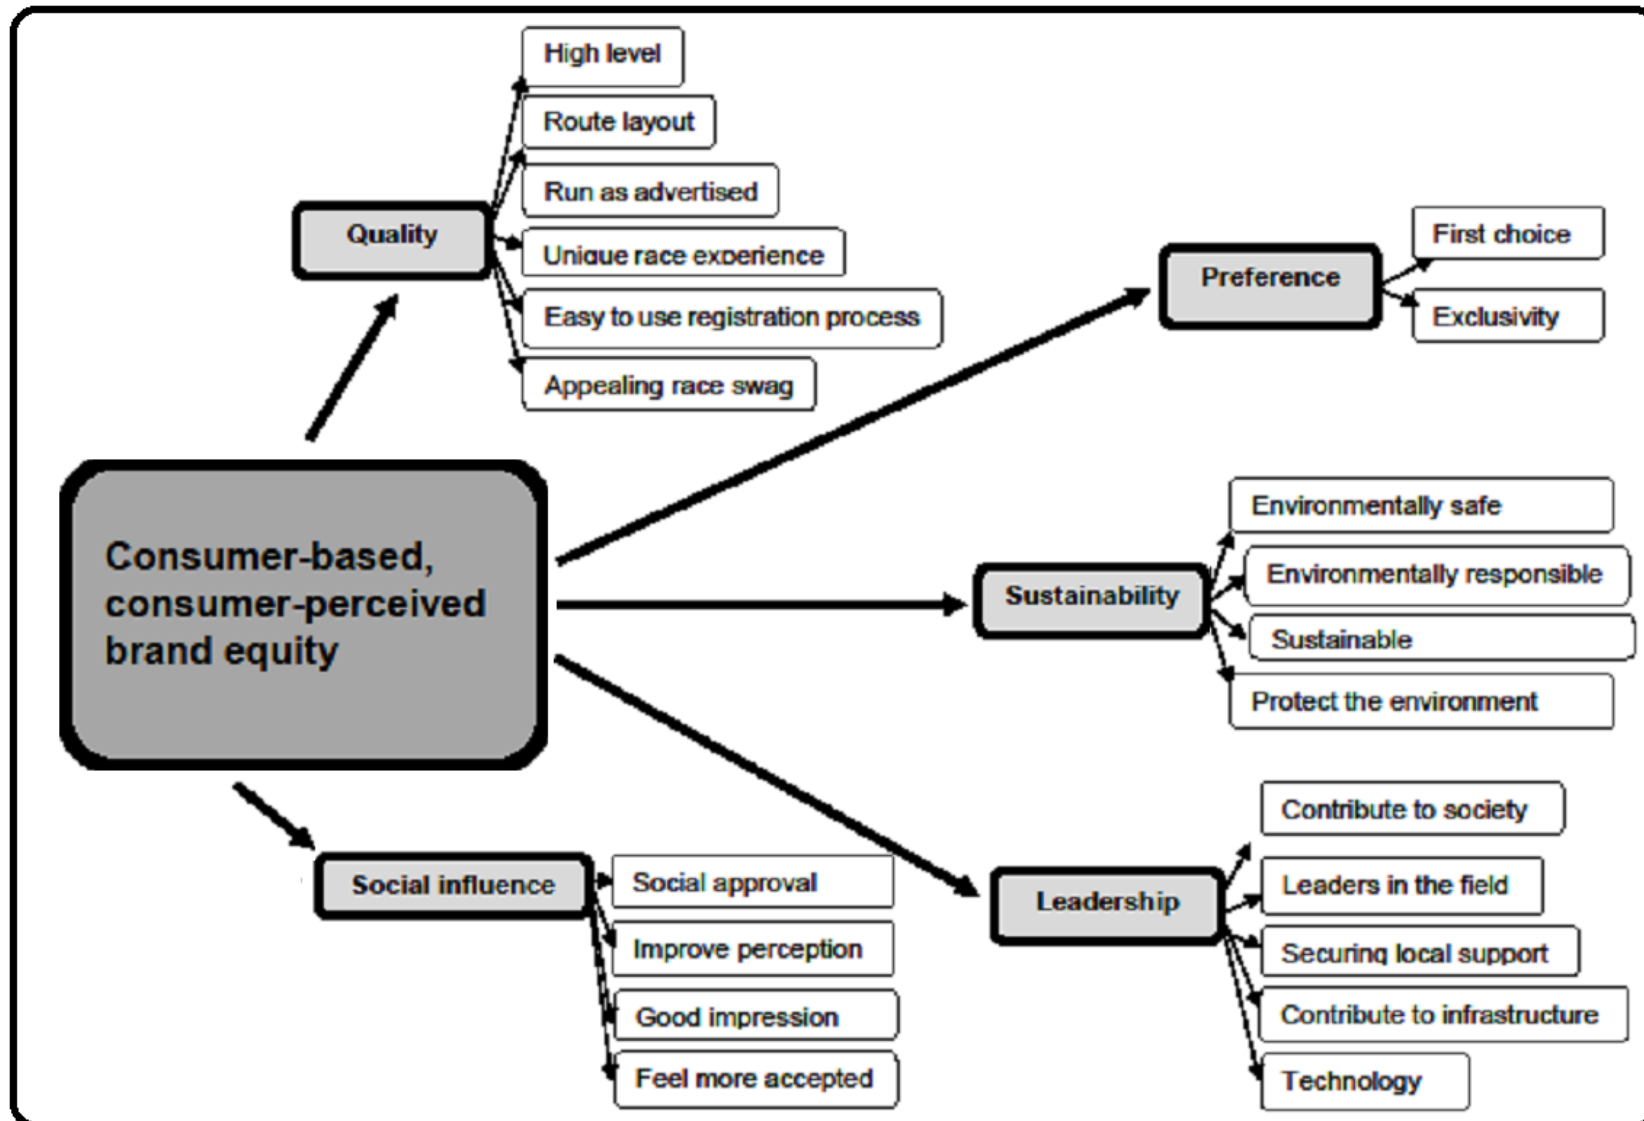 High level
Route layout
Run as advertised
Quality
Unique race experience
Easy to use registration process
Appealing race swag
First choice
Preference
Exclusivity
Consumer-based,
consumer-perceived
brand equity
Environmentally safe
Environmentally responsible
Sustainability
Sustainable
Protect the environment
Social influence
Social approval
Improve perception
Good impression
Feel more accepted
Contribute to society
Leaders in the field
Leadership
Securing local support
Contribute to infrastructure
Technology